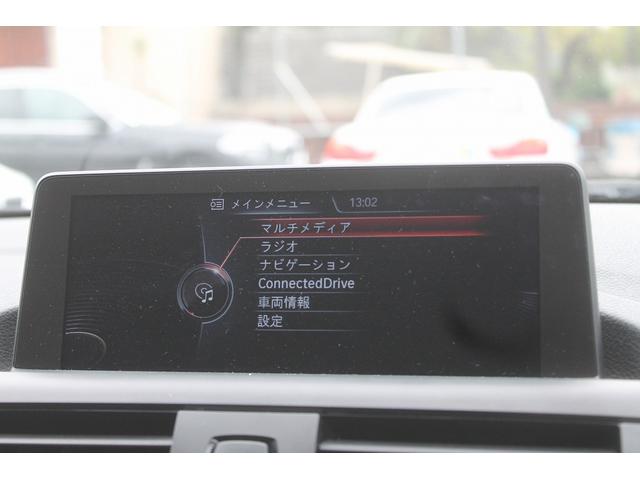 メインメニュー 13:02
マルチメディア
ラジオ
ナビゲーション
ConnectedDrive
車両情報
設定